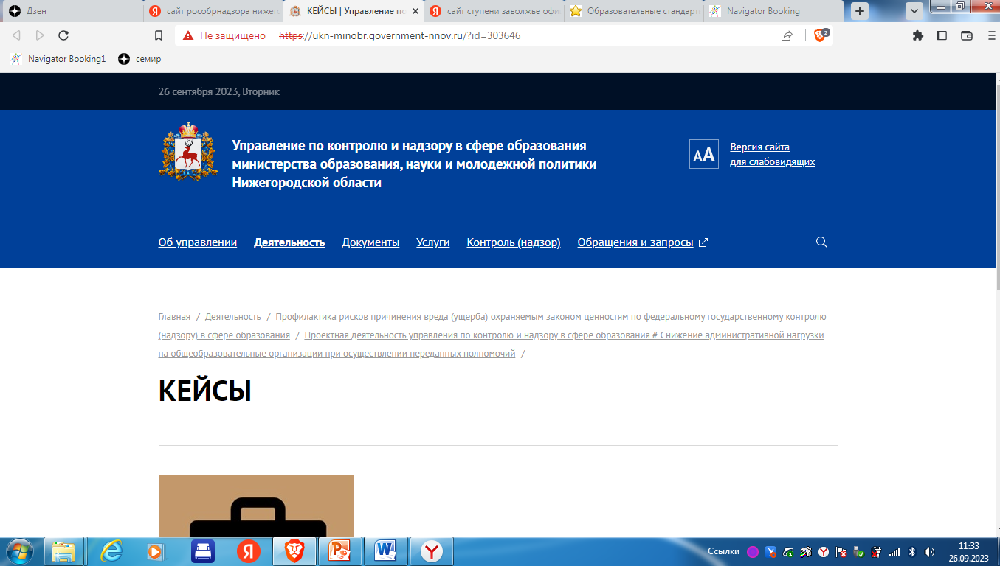 Дзен
сайт рособрнадзора нижего
КЕЙСЫ | Управление по
сайт ступени заволжье офи
Образовательные стандарть
Navigator Booking
Не защищено
https://ukn-minobr.government-nnov.ru/?id=303646
2
Navigator Booking1
семир
26 сентября 2023, Вторник
Управление по контролю и надзору в сфере образования
министерства образования, науки и молодежной политики
Нижегородской области
АА
Версия сайта
для слабовидящих
Об управлении
Деятельность
Документы
Услуги
Контроль (надзор)
Обращения и запросы
Главная / Деятельность / Профилактика рисков причинения вреда (ущерба) охраняемым законом ценностям по федеральному государственному контролю
(надзору) в сфере образования / Проектная деятельность управления по контролю и надзору в сфере образования # Снижение административной нагрузки
на общеобразовательные организации при осуществлении переданных полномочий /
КЕЙСЫ
Ссылки
11:33
26.09.2023